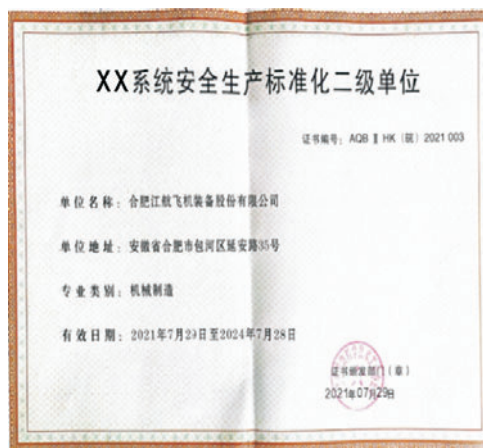 XX系统安全生产标准化二级单位
证书编号：AQB Ⅱ HK（皖）2021 003
单位名称：合肥江航飞机装备股份有限公司
单位地址：安徽省合肥市包河区延安路35号
专业类别：机械制造
有效日期：2021年7月29日至2024年7月28日
证书颁发部门（章）
2021年07月29日